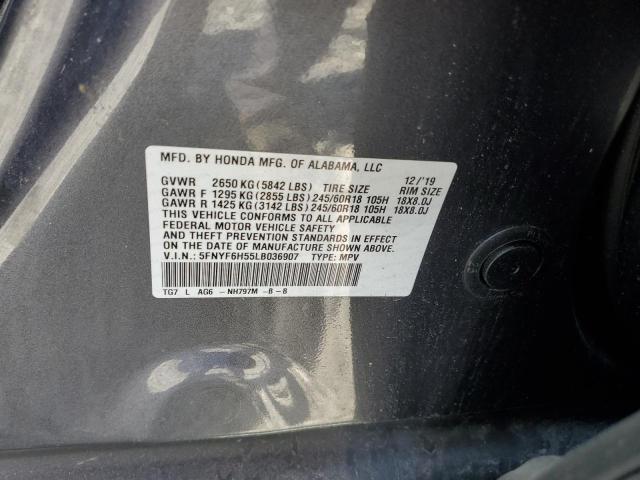 MFD. BY HONDA MFG. OF ALABAMA, LLC
GVWR 2650 KG (5842 LBS) TIRE SIZE 12/'19 RIM SIZE
GAWR F 1295 KG (2855 LBS) 245/60R18 105H 18X8.0J
GAWR R 1425 KG (3142 LBS) 245/60R18 105H 18X8.0J
THIS VEHICLE CONFORMS TO ALL APPLICABLE
FEDERAL MOTOR VEHICLE SAFETY
AND THEFT PREVENTION STANDARDS IN EFFECT
ON THE DATE OF MANUFACTURE SHOWN ABOVE.
V.I.N.: 5FNYF6H55LB036907 TYPE: MPV
TG7 L AG6 -NH797M -B-B